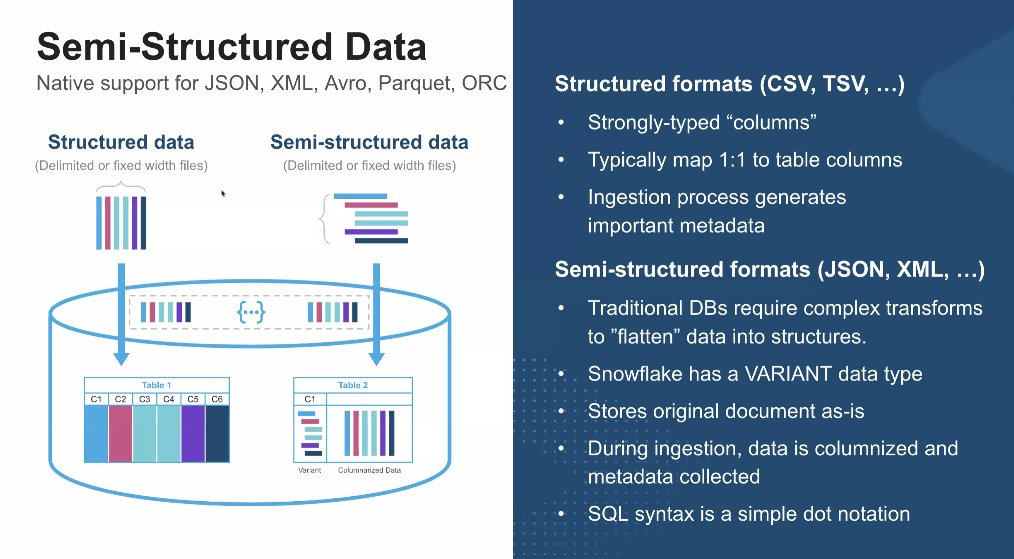 Semi-Structured Data
Native support for JSON, XML, Avro, Parquet, ORC
Structured data
(Delimited or fixed width files)
Semi-structured data
(Delimited or fixed width files)
{•••}
Table 1
C1 C2 C3 C4 C5 C6
Table 2
C1
Variant
Columnarized Data
Structured formats (CSV, TSV, …)
• Strongly-typed “columns”
• Typically map 1:1 to table columns
• Ingestion process generates
important metadata
Semi-structured formats (JSON, XML, …)
• Traditional DBs require complex transforms
to ”flatten” data into structures.
• Snowflake has a VARIANT data type
• Stores original document as-is
• During ingestion, data is columnized and
metadata collected
• SQL syntax is a simple dot notation